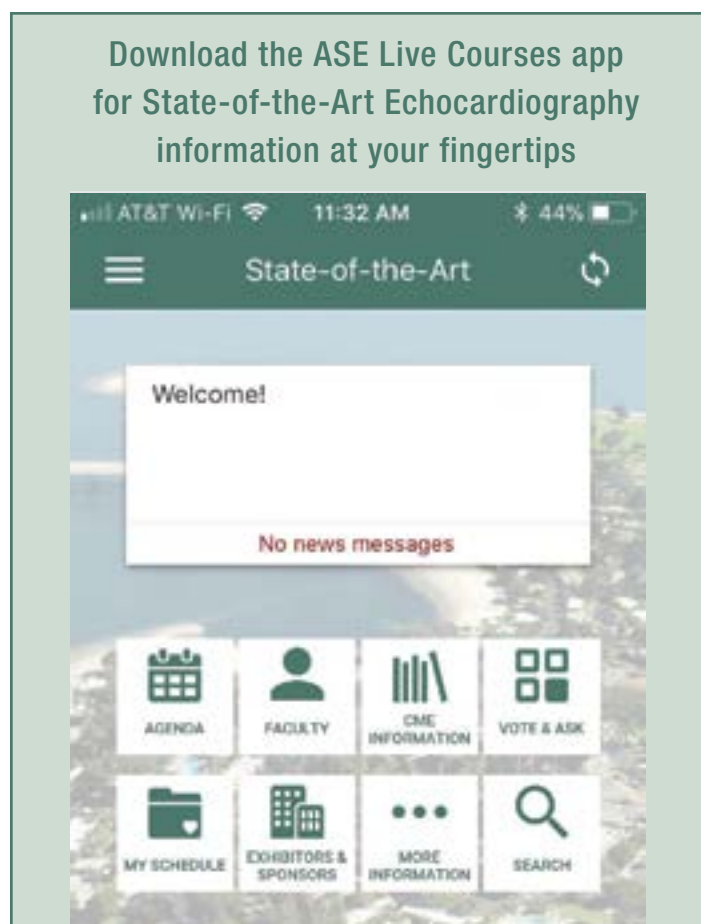 Download the ASE Live Courses app
for State-of-the-Art Echocardiography
information at your fingertips
AT&T Wi-Fi 11:32 AM 44%
State-of-the-Art
Welcome!
No news messages
AGENDA FACULTY CME INFORMATION VOTE & ASK
MY SCHEDULE EXHIBITORS & SPONSORS MORE INFORMATION SEARCH